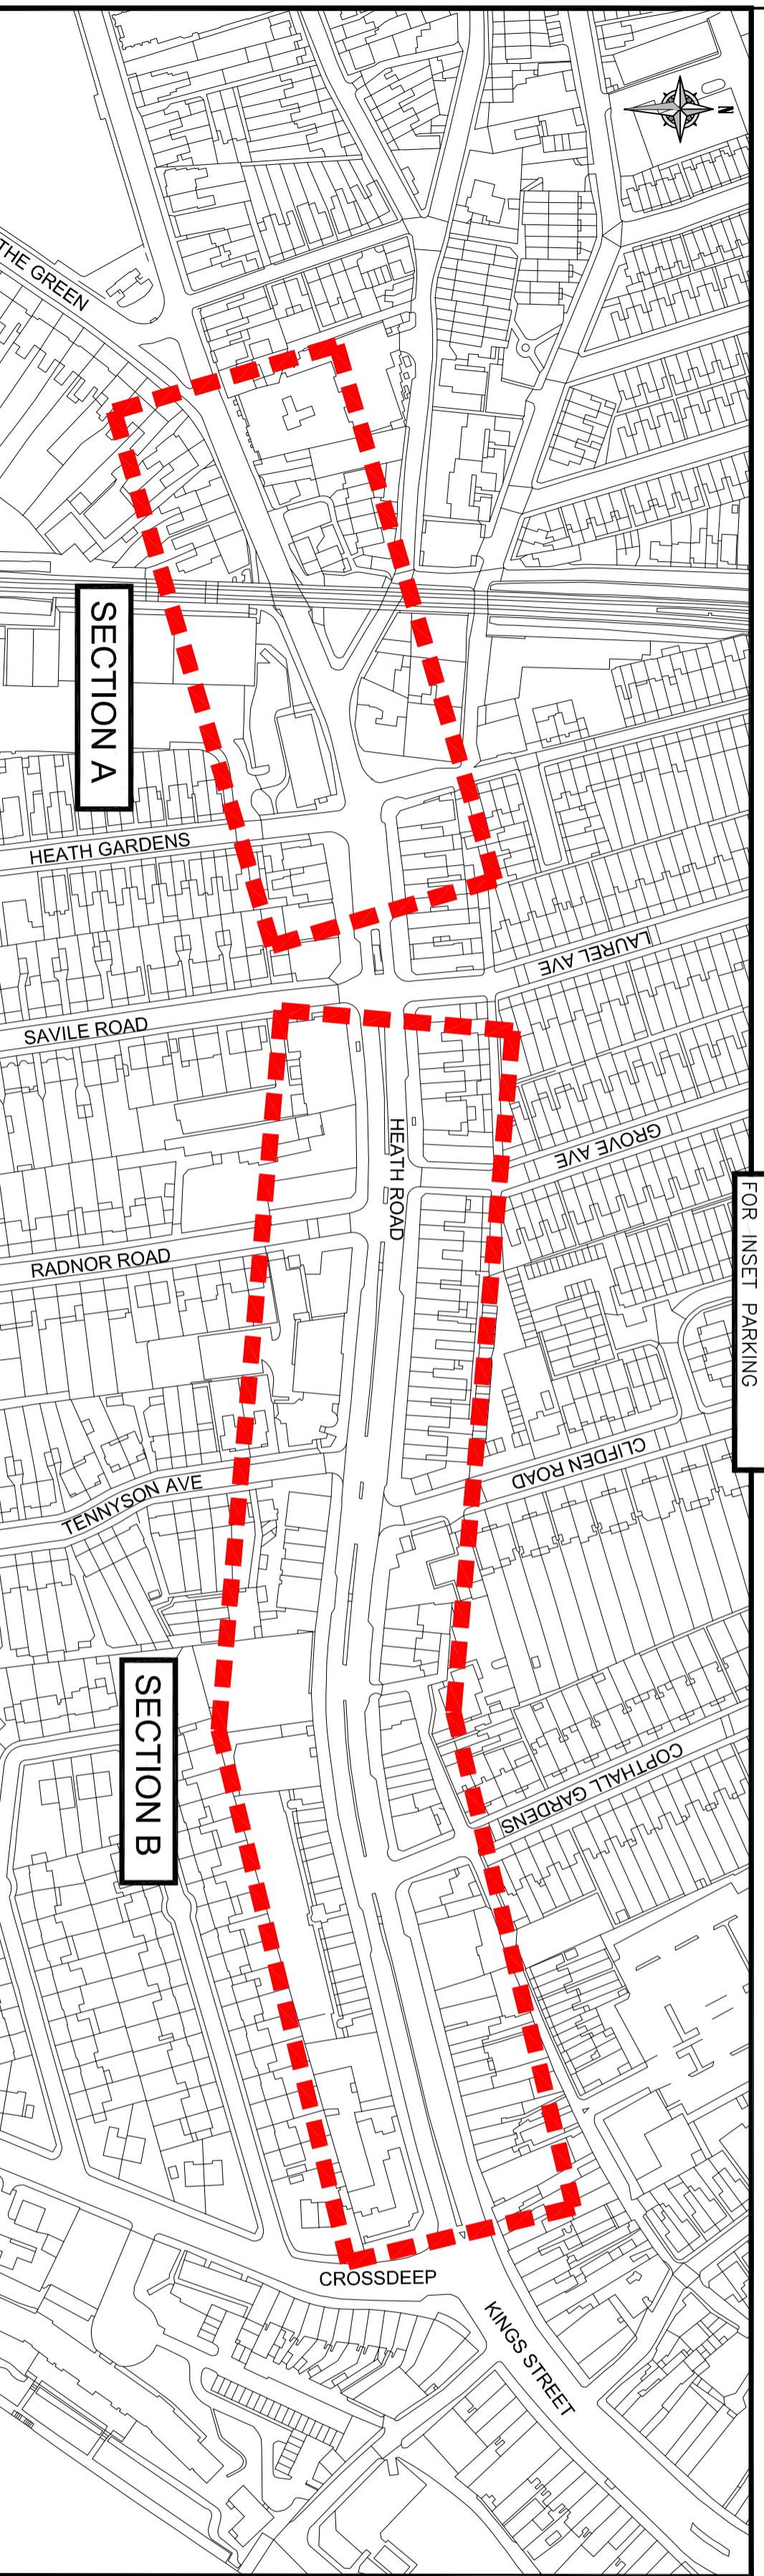 N
THE GREEN
SECTION A
HEATH GARDENS
LAUREL AVE
SAVILE ROAD
HEATH ROAD
GROVE AVE
FOR INSET PARKING
RADNOR ROAD
CLIFDEN ROAD
TENNYSON AVE
SECTION B
COPTHALL GARDENS
CROSSDEEP
KINGS STREET